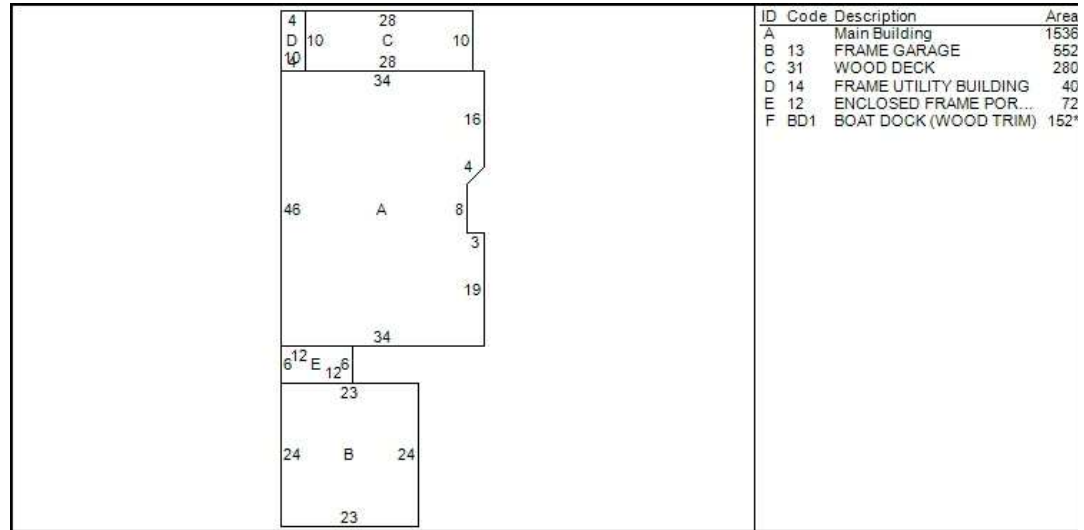 4 28
D 10 C 10
10
4 28
34
16
4
46 A 8
3
19
34
6 12 E 12 6
23
24 B 24
23
ID Code Description Area
A Main Building 1536
B 13 FRAME GARAGE 552
C 31 WOOD DECK 280
D 14 FRAME UTILITY BUILDING 40
E 12 ENCLOSED FRAME POR... 72
F BD1 BOAT DOCK (WOOD TRIM) 152*